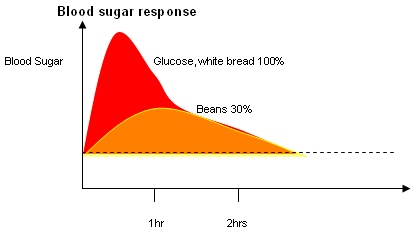 Blood sugar response
Blood Sugar
Glucose, white bread 100%
Beans 30%
1hr
2hrs